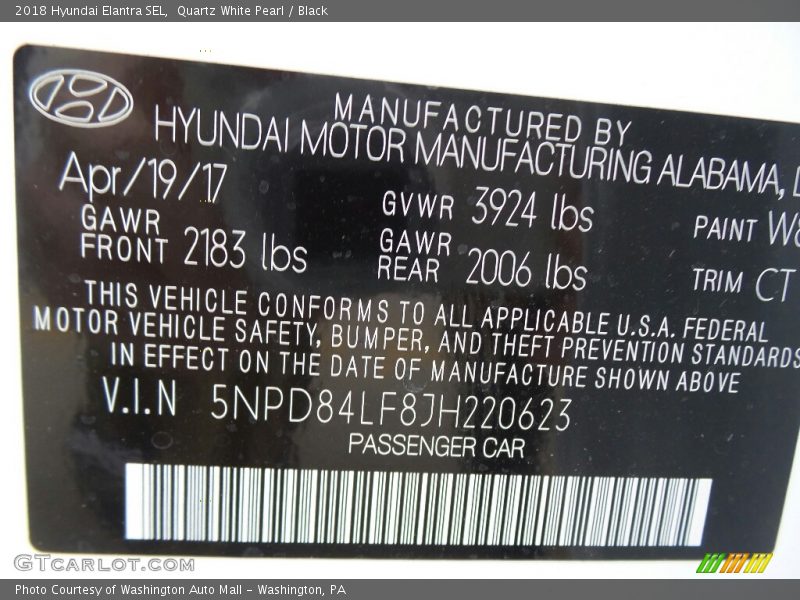 2018 Hyundai Elantra SEL,  Quartz White Pearl / Black
MANUFACTURED BY
HYUNDAI MOTOR MANUFACTURING ALABAMA,
Apr/19/17
GVWR 3924 lbs
PAINT
GAWR
FRONT 2183 lbs
GAWR
REAR 2006 lbs
TRIM CT
THIS VEHICLE CONFORMS TO ALL APPLICABLE U.S.A. FEDERAL
MOTOR VEHICLE SAFETY, BUMPER, AND THEFT PREVENTION STANDARDS
IN EFFECT ON THE DATE OF MANUFACTURE SHOWN ABOVE
V.I.N 5NPD84LF8JH220623
PASSENGER CAR
GTCARLOT.COM
Photo Courtesy of Washington Auto Mall - Washington, PA